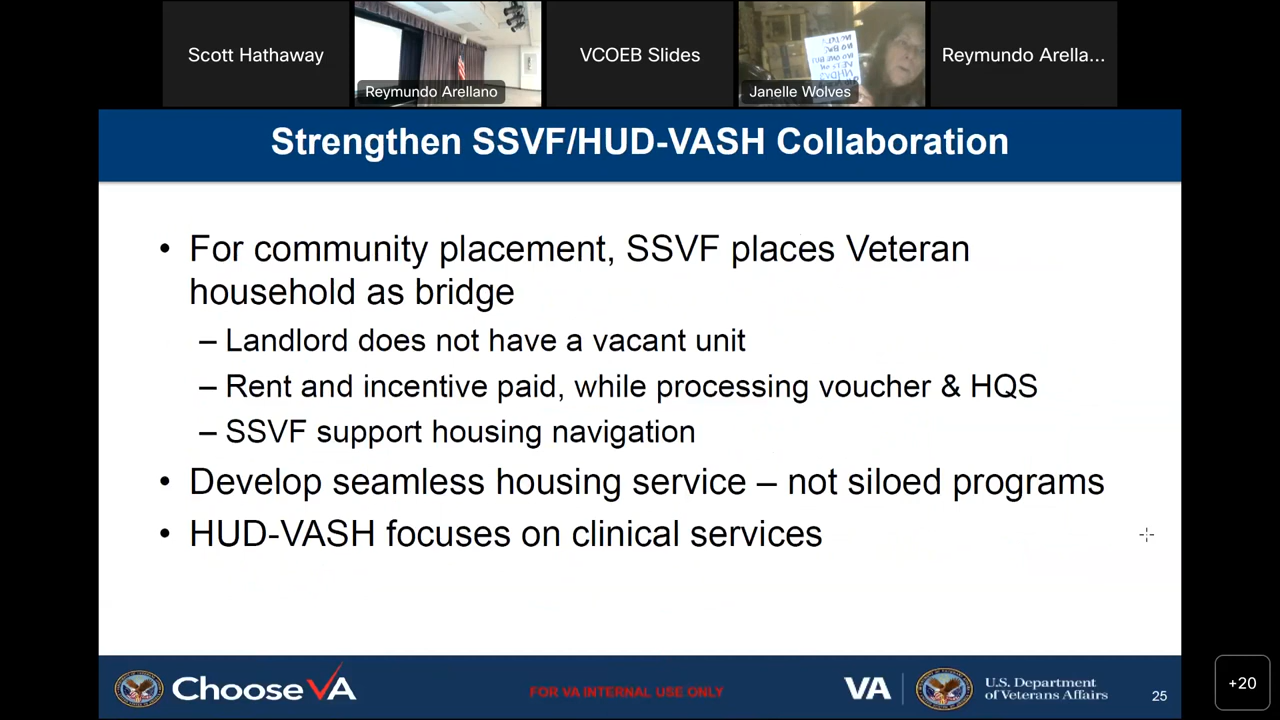 Scott Hathaway
Reymundo Arellano
VCOEB Slides
Janelle Wolves
Reymundo Arella...
Strengthen SSVF/HUD-VASH Collaboration
• For community placement, SSVF places Veteran
household as bridge
– Landlord does not have a vacant unit
– Rent and incentive paid, while processing voucher & HQS
– SSVF support housing navigation
• Develop seamless housing service – not siloed programs
• HUD-VASH focuses on clinical services
ChooseVA
FOR VA INTERNAL USE ONLY
VA
U.S. Department
of Veterans Affairs
25
+20